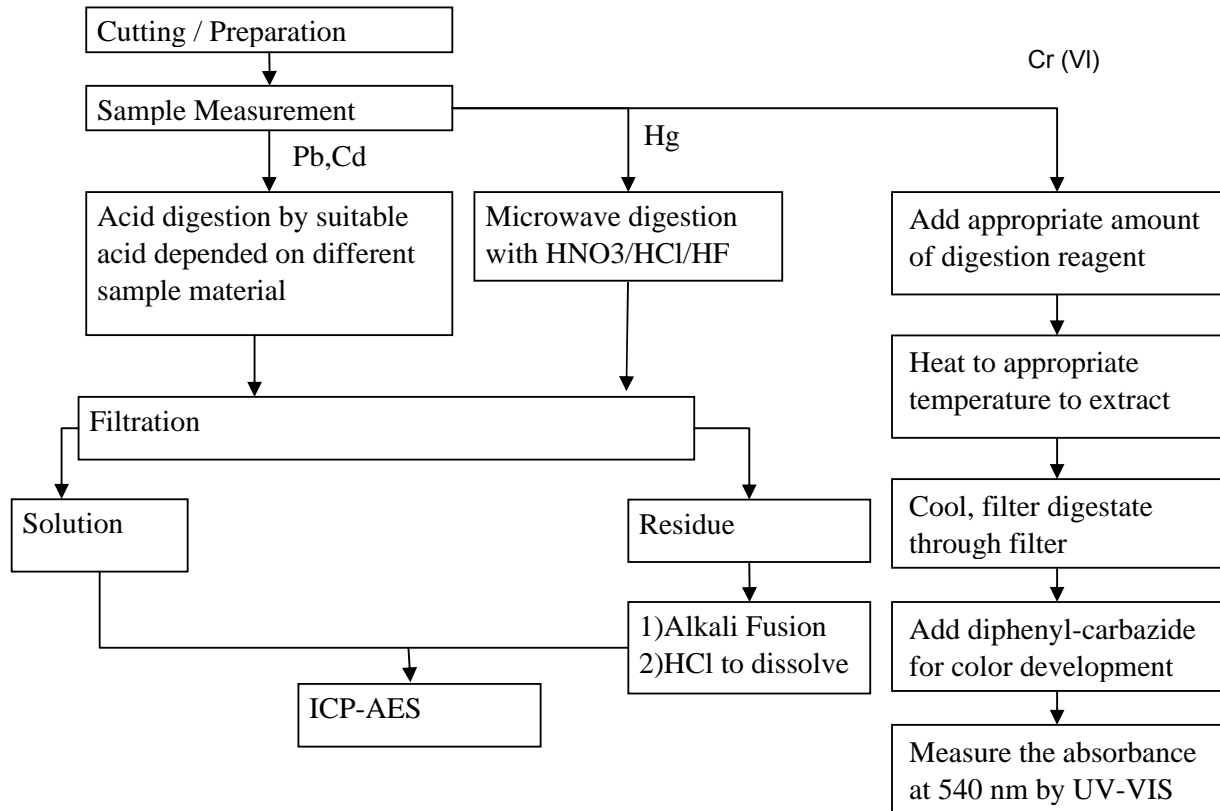 Cutting / Preparation
Cr (VI)
Sample Measurement
Pb,Cd
Hg
Acid digestion by suitable
acid depended on different
sample material
Microwave digestion
with HNO3/HCl/HF
Add appropriate amount
of digestion reagent
Heat to appropriate
temperature to extract
Filtration
Solution
Residue
Cool, filter digestate
through filter
1)Alkali Fusion
2)HCl to dissolve
Add diphenyl-carbazide
for color development
ICP-AES
Measure the absorbance
at 540 nm by UV-VIS